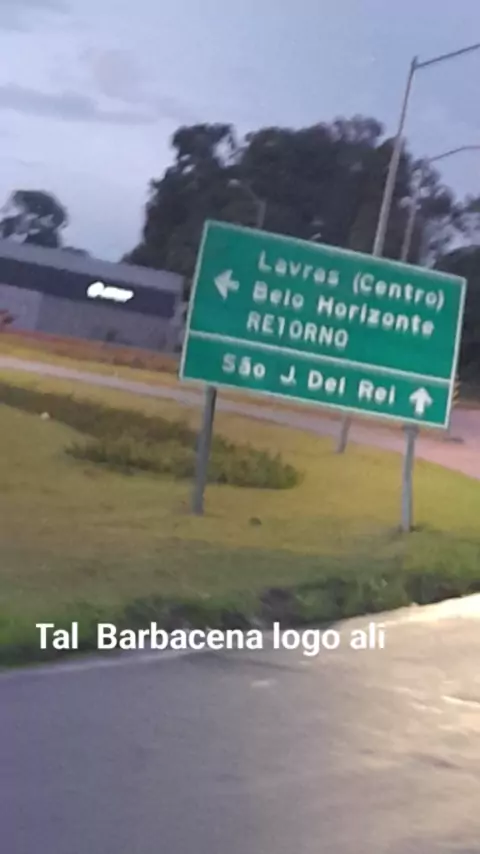 Lavras (Centro)
Belo Horizonte
RETORNO
São J. Del Rei
Tal Barbacena logo ali